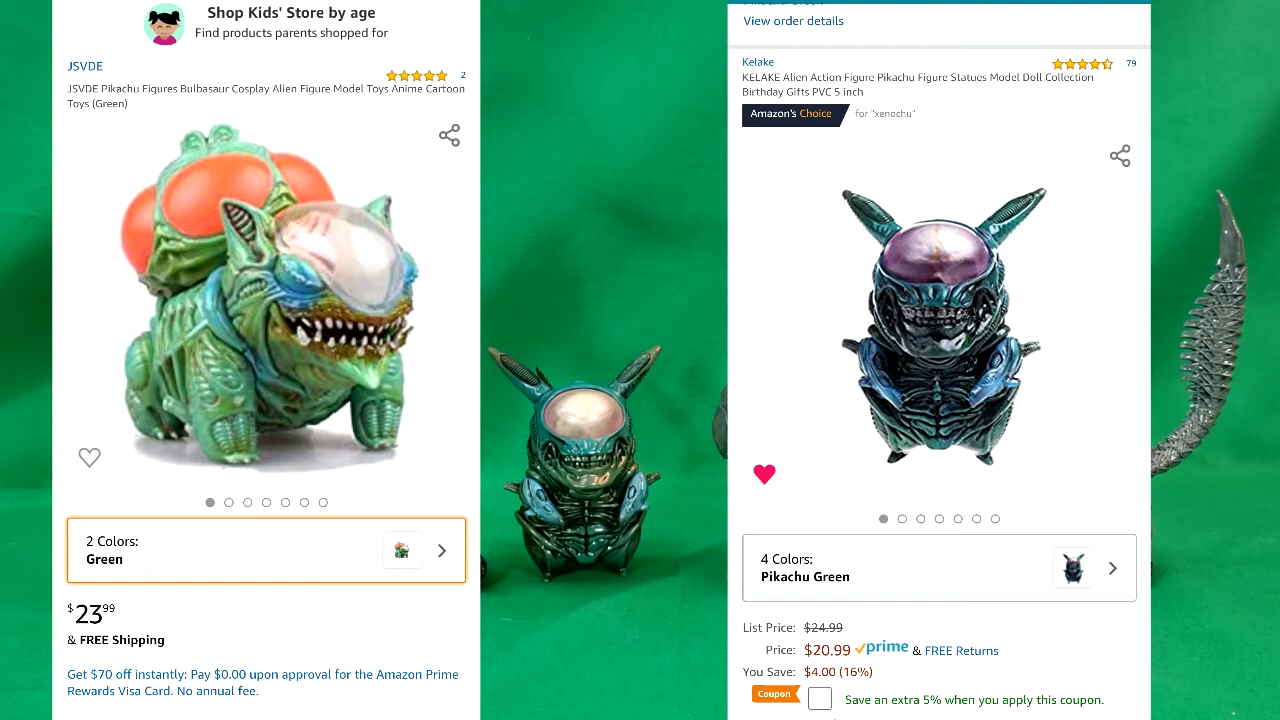 Shop Kids' Store by age
Find products parents shopped for
JSVDE
2
JSVDE Pikachu Figures Bulbasaur Cosplay Alien Figure Model Toys Anime Cartoon
Toys (Green)
2 Colors:
Green
$23.99
& FREE Shipping
Get $70 off instantly: Pay $0.00 upon approval for the Amazon Prime
Rewards Visa Card. No annual fee.
View order details
Kelake
79
KELAKE Alien Action Figure Pikachu Figure Statues Model Doll Collection
Birthday Gifts PVC 5 inch
Amazon's Choice for "xenochu"
4 Colors:
Pikachu Green
List Price: $24.99
Price: $20.99 prime & FREE Returns
You Save: $4.00 (16%)
Coupon Save an extra 5% when you apply this coupon.